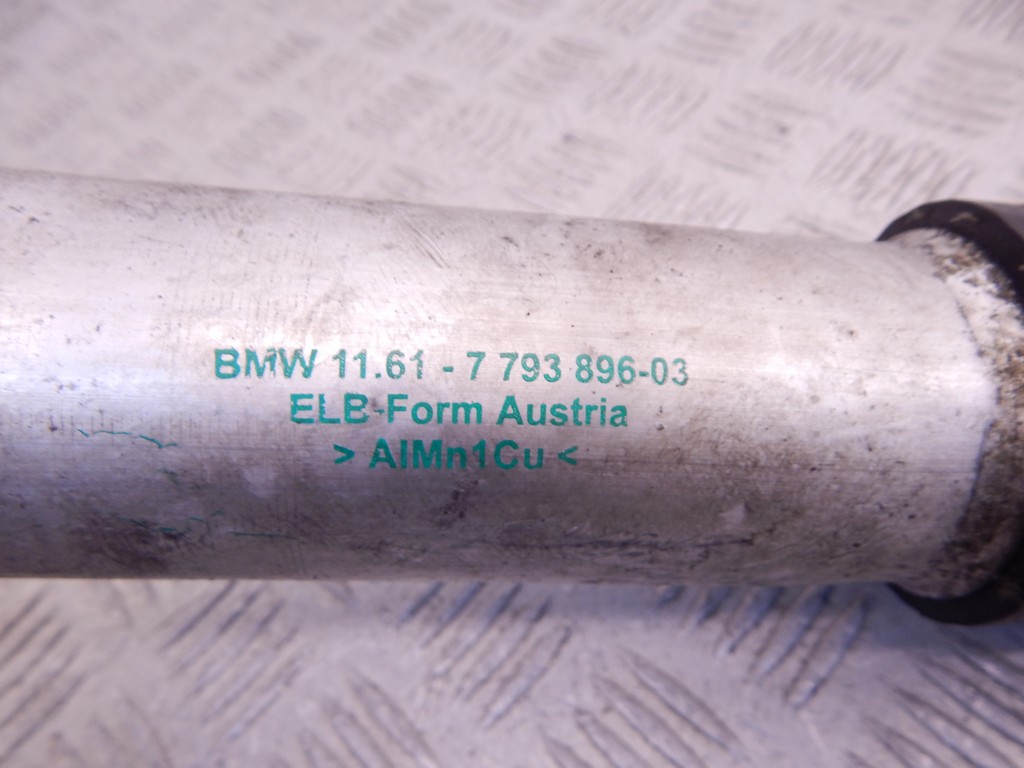 BMW 11.61 - 7 793 896-03
ELB-Form Austria
> AlMn1Cu <